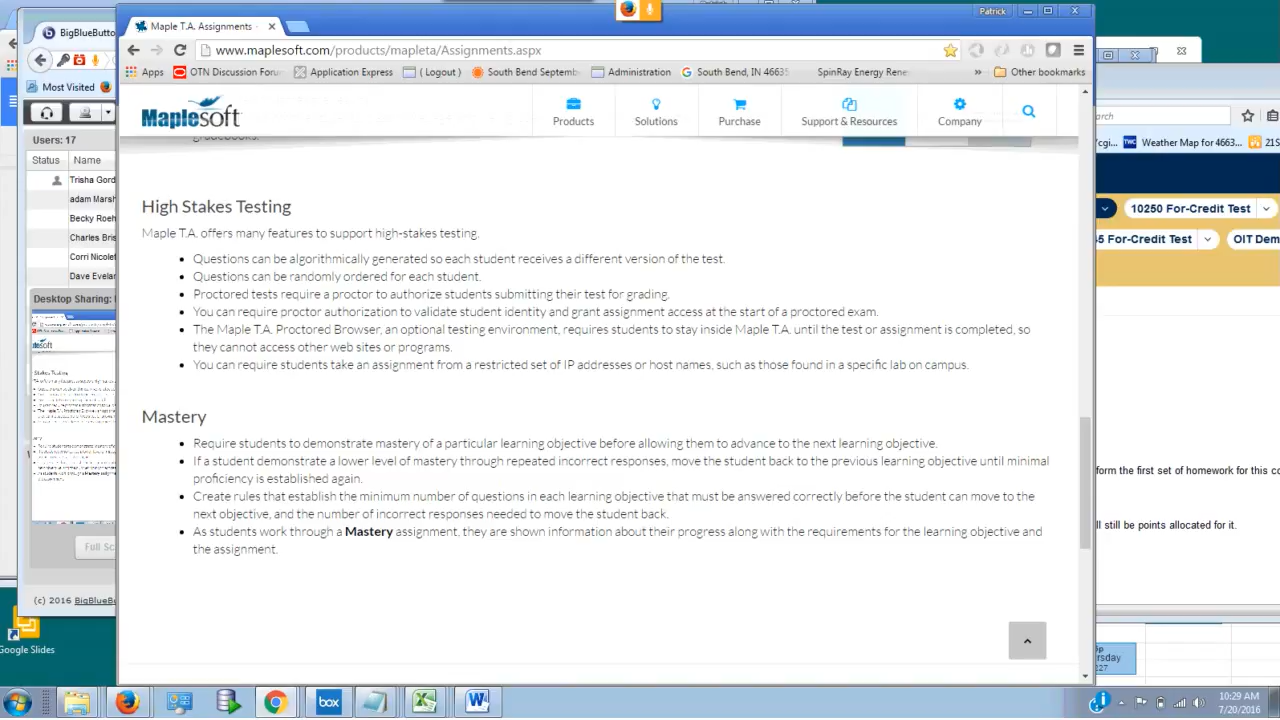 Patrick
Maple T.A. Assignments
www.maplesoft.com/products/mapleta/Assignments.aspx
Apps
OTN Discussion Foru
Application Express
( Logout )
South Bend Septemb
Administration
South Bend, IN 46635
SpinRay Energy Rene
»
Other bookmarks
Maplesoft
Products
Solutions
Purchase
Support & Resources
Company
gradebooks.
High Stakes Testing
Maple T.A. offers many features to support high-stakes testing.
Questions can be algorithmically generated so each student receives a different version of the test.
Questions can be randomly ordered for each student.
Proctored tests require a proctor to authorize students submitting their test for grading.
You can require proctor authorization to validate student identity and grant assignment access at the start of a proctored exam.
The Maple T.A. Proctored Browser, an optional testing environment, requires students to stay inside Maple T.A. until the test or assignment is completed, so
they cannot access other web sites or programs.
You can require students take an assignment from a restricted set of IP addresses or host names, such as those found in a specific lab on campus.
Mastery
Require students to demonstrate mastery of a particular learning objective before allowing them to advance to the next learning objective.
If a student demonstrate a lower level of mastery through repeated incorrect responses, move the student back to the previous learning objective until minimal
proficiency is established again.
Create rules that establish the minimum number of questions in each learning objective that must be answered correctly before the student can move to the
next objective, and the number of incorrect responses needed to move the student back.
As students work through a Mastery assignment, they are shown information about their progress along with the requirements for the learning objective and
the assignment.
BigBlueButto
Most Visited
Users: 17
Status
Name
Trisha Gord
adam Marsh
Becky Roeh
Charles Bris
Corri Nicolet
Dave Evelar
Desktop Sharing:
Full Sc
(c) 2016 BigBlueBu
Google Slides
arch
/cgi...
Weather Map for 4663...
21S
10250 For-Credit Test
45 For-Credit Test
OIT Dem
form the first set of homework for this co
ll still be points allocated for it.
rsday
box
10:29 AM
7/20/2016